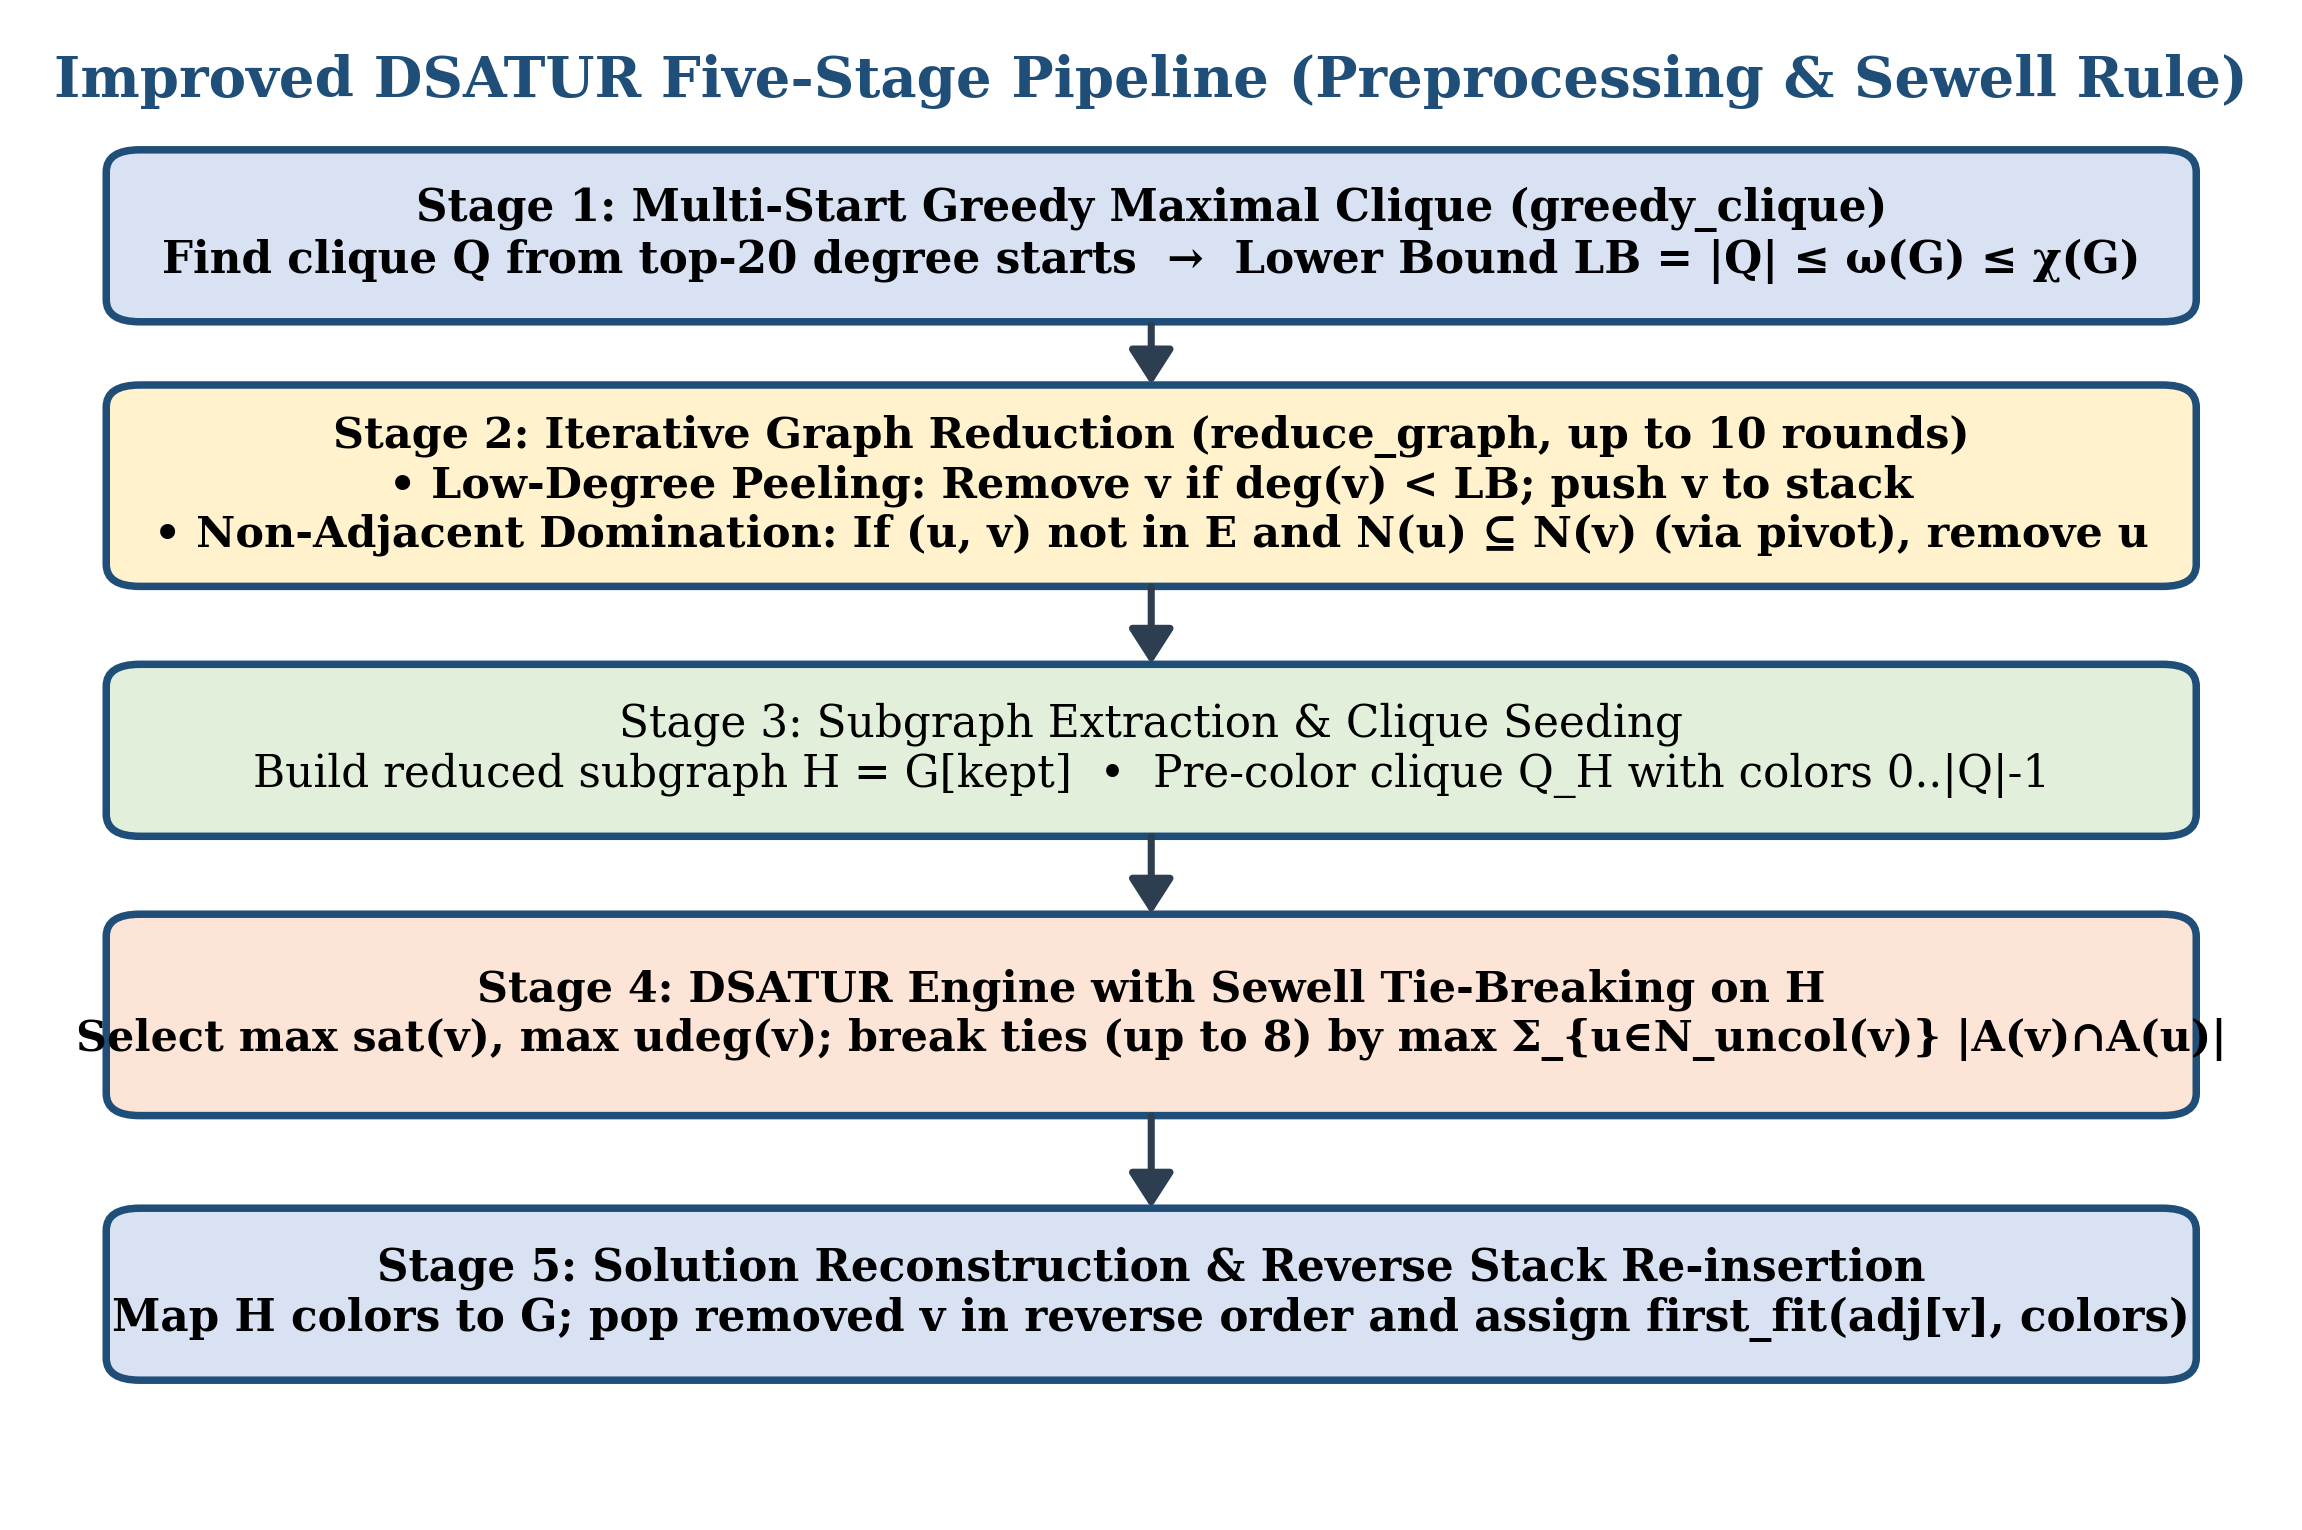 Improved DSATUR Five-Stage Pipeline (Preprocessing & Sewell Rule)
Stage 1: Multi-Start Greedy Maximal Clique (greedy_clique)
Find clique Q from top-20 degree starts → Lower Bound LB = |Q| ≤ ω(G) ≤ χ(G)
Stage 2: Iterative Graph Reduction (reduce_graph, up to 10 rounds)
• Low-Degree Peeling: Remove v if deg(v) < LB; push v to stack
• Non-Adjacent Domination: If (u, v) not in E and N(u) ⊆ N(v) (via pivot), remove u
Stage 3: Subgraph Extraction & Clique Seeding
Build reduced subgraph H = G[kept] • Pre-color clique Q_H with colors 0..|Q|-1
Stage 4: DSATUR Engine with Sewell Tie-Breaking on H
Select max sat(v), max udeg(v); break ties (up to 8) by max Σ_{u∈N_uncol(v)} |A(v)∩A(u)|
Stage 5: Solution Reconstruction & Reverse Stack Re-insertion
Map H colors to G; pop removed v in reverse order and assign first_fit(adj[v], colors)